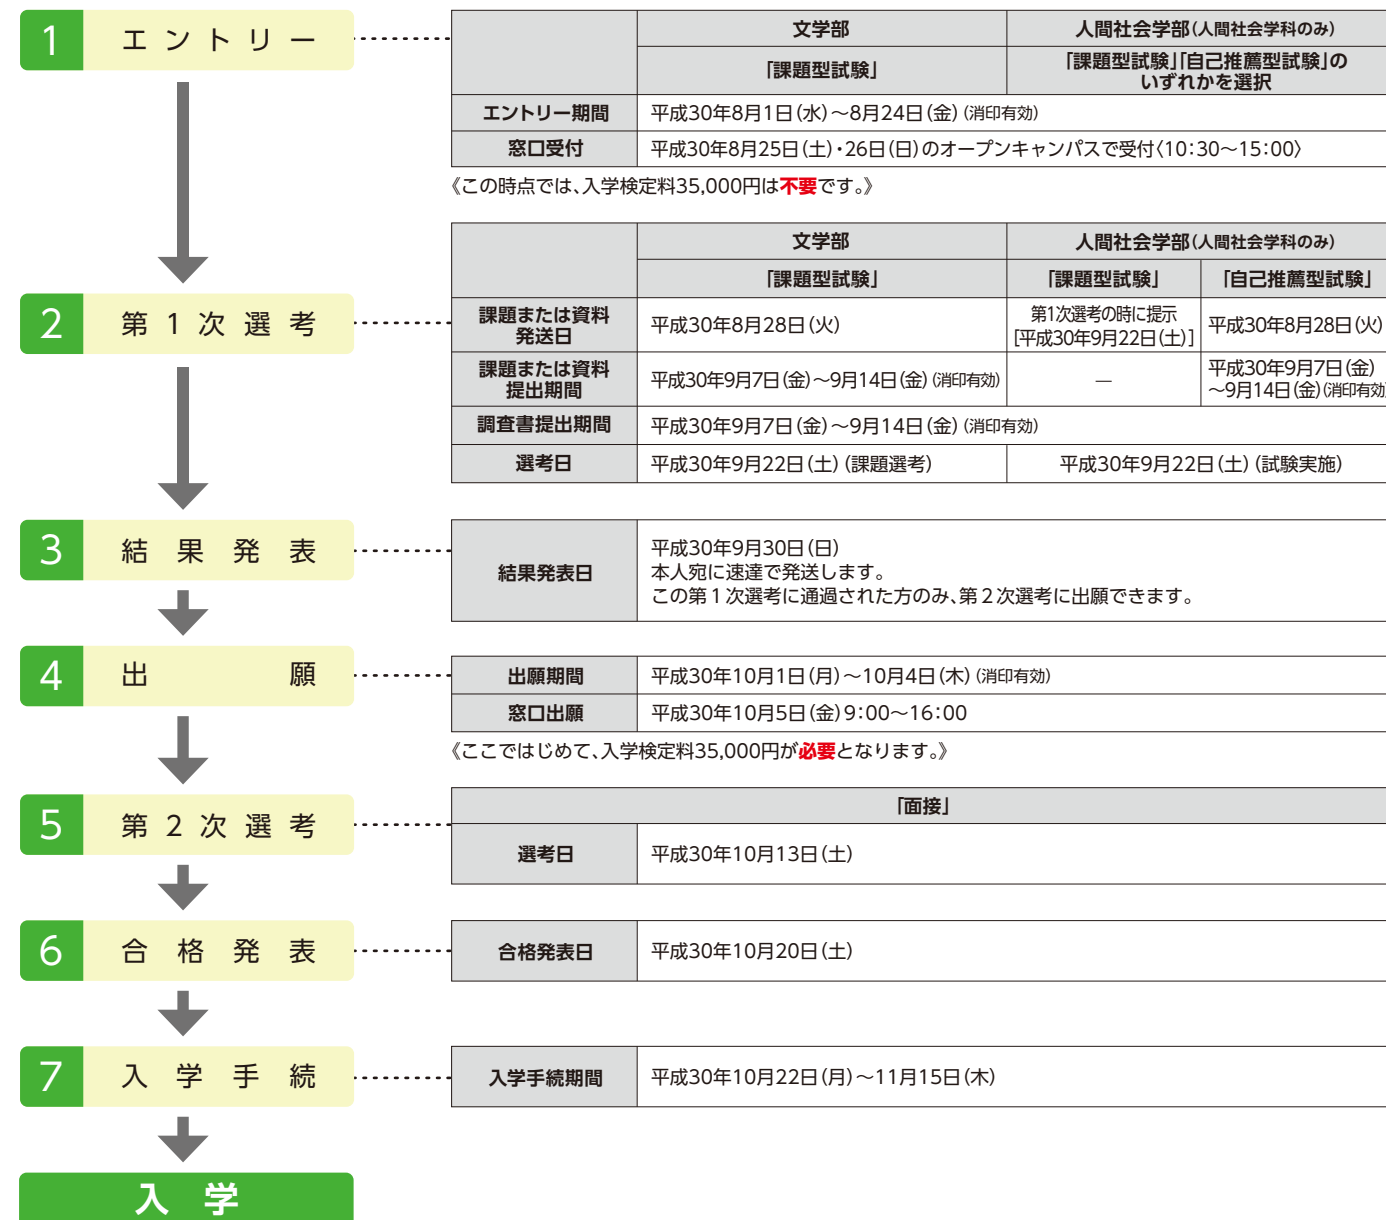 1 エントリー
文学部 人間社会学部(人間社会学科のみ)
「課題型試験」 「課題型試験」「自己推薦型試験」の
いずれかを選択
エントリー期間 平成30年8月1日(水)〜8月24日(金)(消印有効)
窓口受付 平成30年8月25日(土)・26日(日)のオープンキャンパスで受付〈10:30〜15:00〉
《この時点では、入学検定料35,000円は不要です。》
2 第1次選考
文学部 人間社会学部(人間社会学科のみ)
「課題型試験」 「課題型試験」 「自己推薦型試験」
課題または資料
発送日 平成30年8月28日(火) 第1次選考の時に提示
[平成30年9月22日(土)] 平成30年8月28日(火)
課題または資料
提出期間 平成30年9月7日(金)〜9月14日(金)(消印有効) — 平成30年9月7日(金)
〜9月14日(金)(消印有効)
調査書提出期間 平成30年9月7日(金)〜9月14日(金)(消印有効)
選考日 平成30年9月22日(土)(課題選考) 平成30年9月22日(土)(試験実施)
3 結果発表
結果発表日 平成30年9月30日(日)
本人宛に速達で発送します。
この第1次選考に通過された方のみ、第2次選考に出願できます。
4 出願
出願期間 平成30年10月1日(月)〜10月4日(木)(消印有効)
窓口出願 平成30年10月5日(金)9:00〜16:00
《ここではじめて、入学検定料35,000円が必要となります。》
5 第2次選考
「面接」
選考日 平成30年10月13日(土)
6 合格発表
合格発表日 平成30年10月20日(土)
7 入学手続
入学手続期間 平成30年10月22日(月)〜11月15日(木)
入学